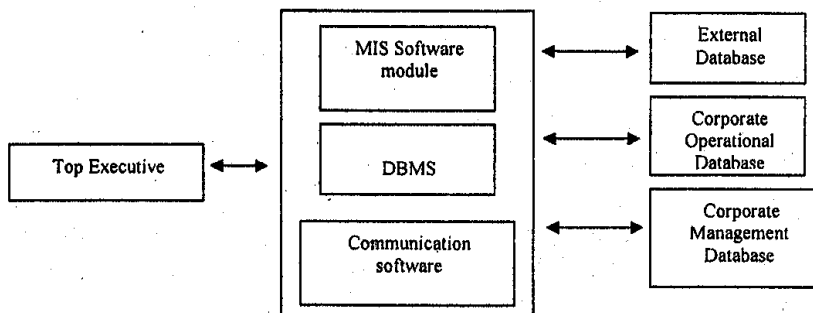 Top Executive
MIS Software
module
DBMS
Communication
software
External
Database
Corporate
Operational
Database
Corporate
Management
Database